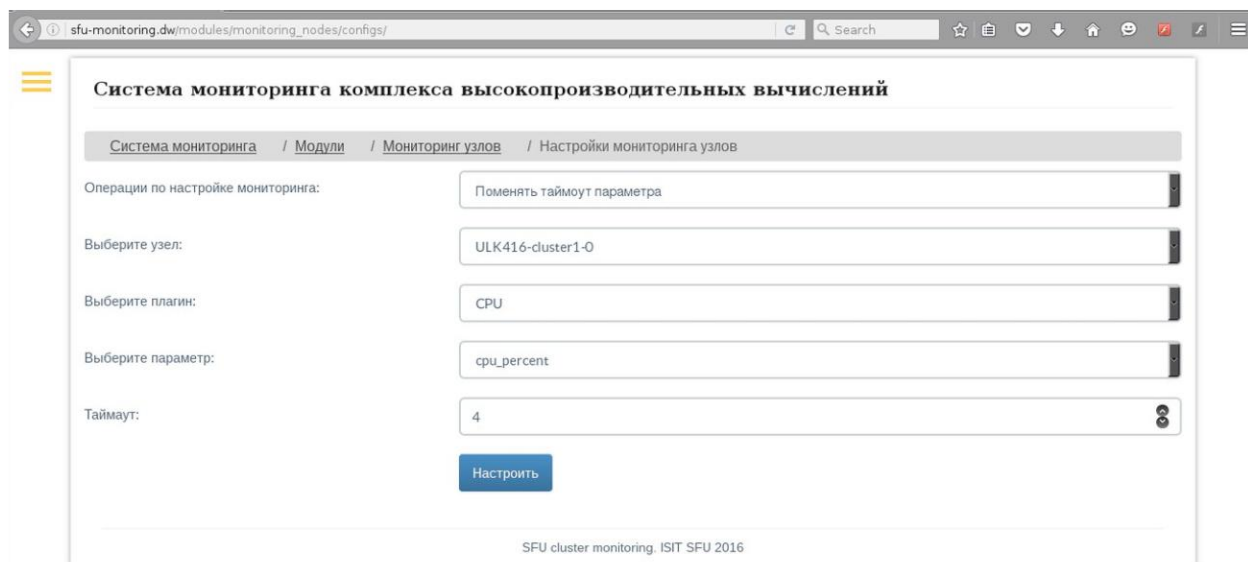 sfu-monitoring.dw/modules/monitoring_nodes/configs/ Search
Система мониторинга комплекса высокопроизводительных вычислений
Система мониторинга / Модули / Мониторинг узлов / Настройки мониторинга узлов
Операции по настройке мониторинга: Поменять таймоут параметра
Выберите узел: ULK416-cluster1-0
Выберите плагин: CPU
Выберите параметр: cpu_percent
Таймаут: 4
Настроить
SFU cluster monitoring. ISIT SFU 2016